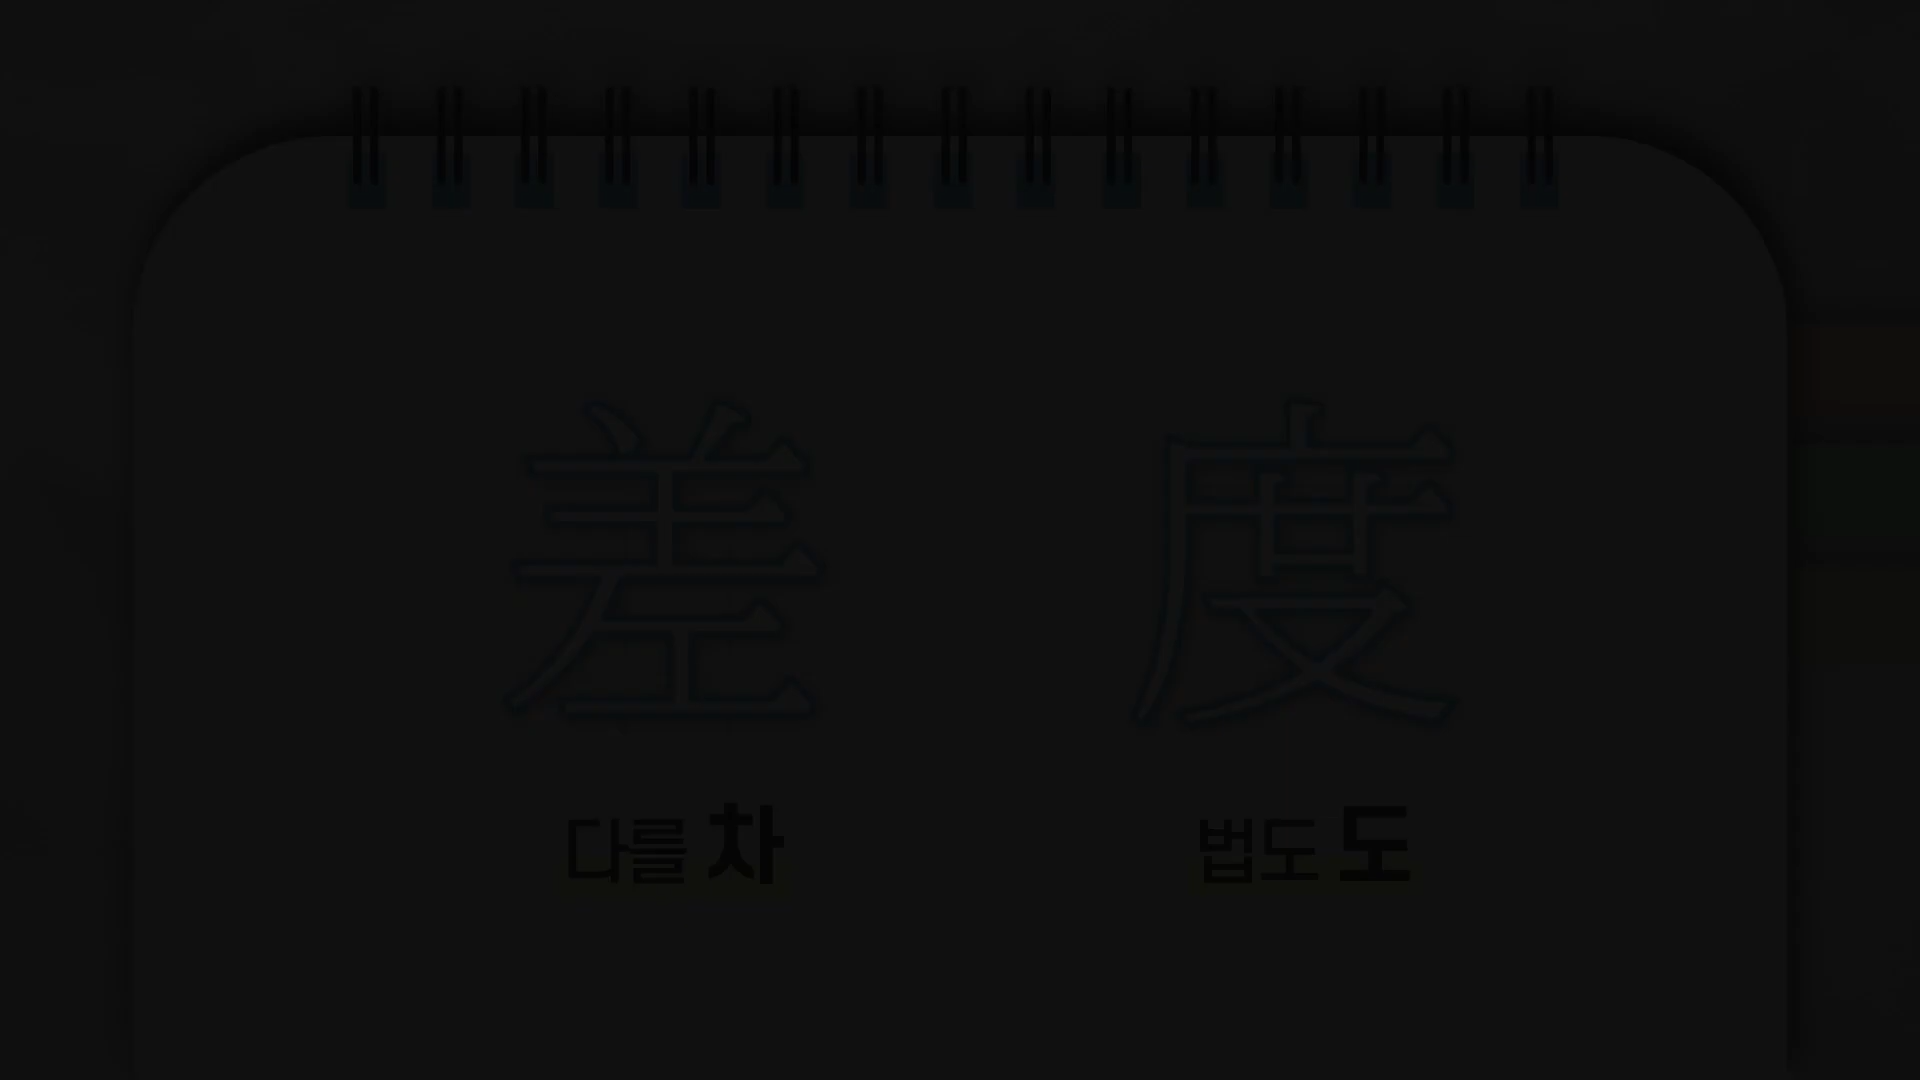 差 度
다를 차 법도 도